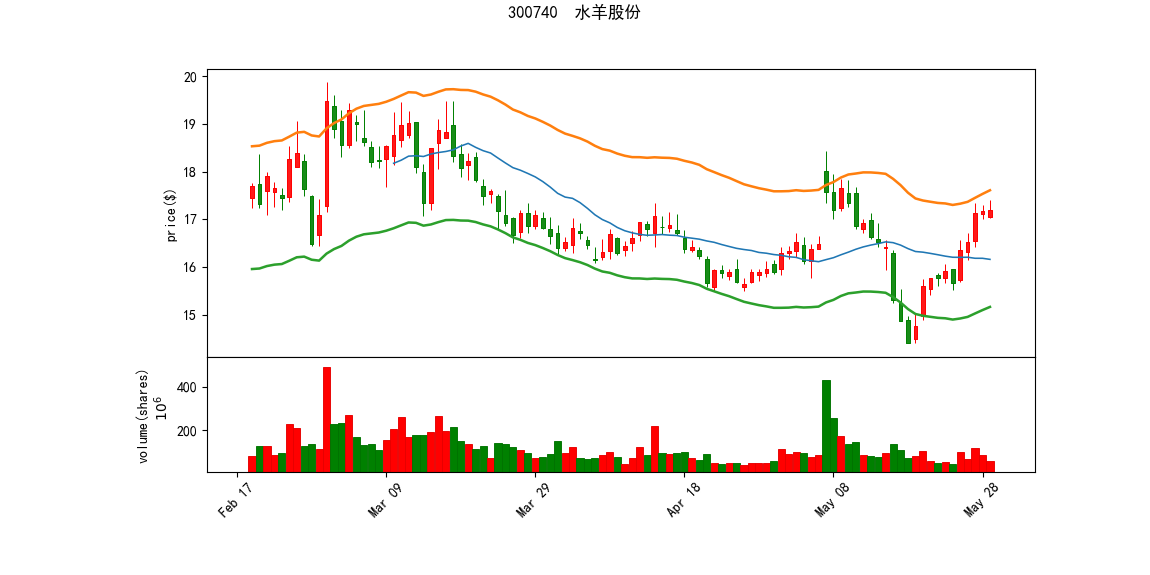 300740 水羊股份
20
19
18
17
16
15
price($)
400
200
volume(shares)
10^6
Feb 17
Mar 09
Mar 29
Apr 18
May 08
May 28